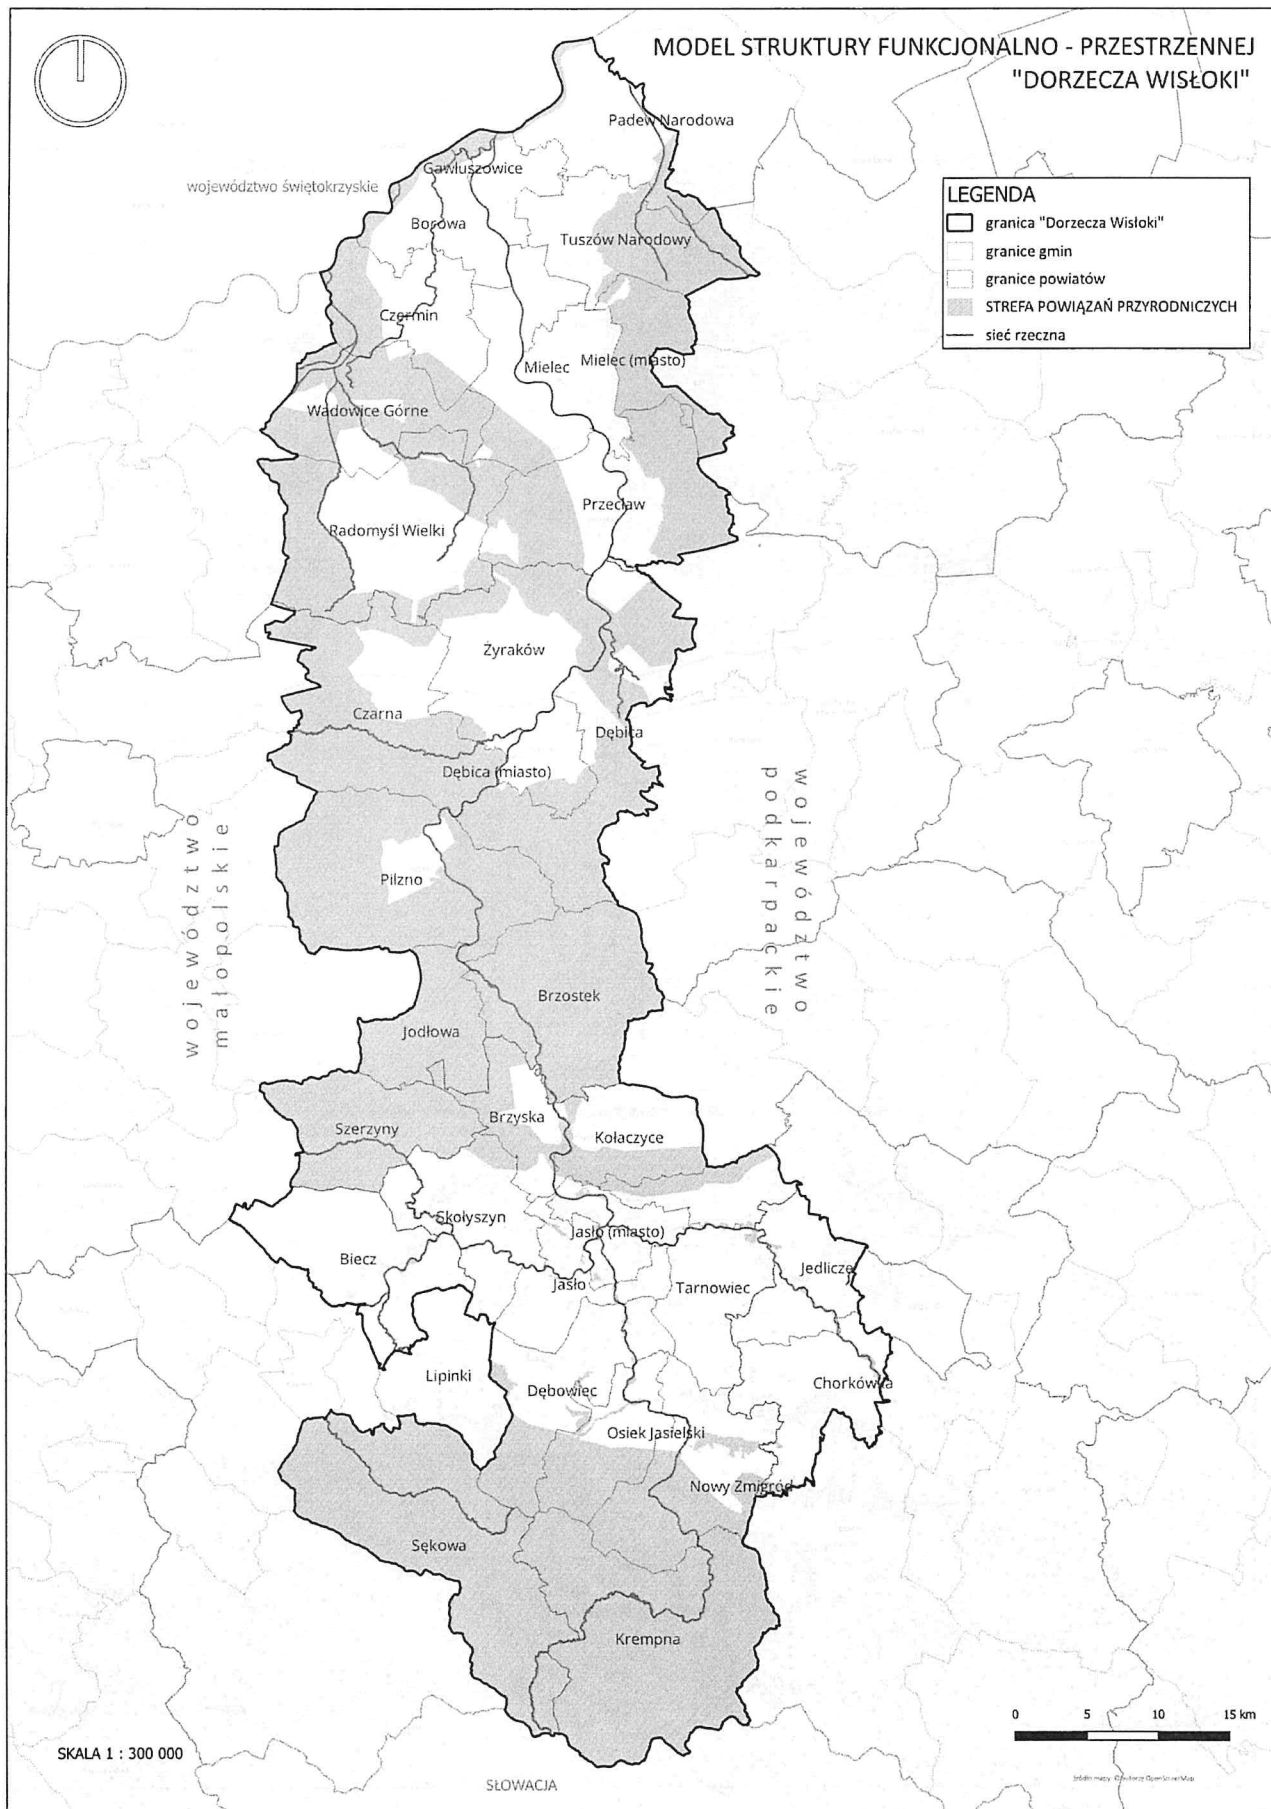 MODEL STRUKTURY FUNKCJONALNO - PRZESTRZENNEJ
"DORZECZA WISŁOKI"
Padew Narodowa
Gawłuszowice
województwo świętokrzyskie
LEGENDA
granica "Dorzecza Wisłoki"
granice gmin
granice powiatów
STREFA POWIĄZAŃ PRZYRODNICZYCH
sieć rzeczna
Borowa
Tuszów Narodowy
Czermin
Mielec
Mielec (miasto)
Wadowice Górne
Przecław
Radomyśl Wielki
Żyraków
Czarna
Dębica
Dębica (miasto)
województwo
małopolskie
województwo
podkarpackie
Pilzno
Brzostek
Jodłowa
Brzyska
Szerzyny
Kołaczyce
Skołyszyn
Jasło (miasto)
Biecz
Jasło
Tarnowiec
Jedlicze
Lipinki
Dębowiec
Chorkówka
Osiek Jasielski
Nowy Żmigród
Sękowa
Krempna
0 5 10 15 km
SKALA 1 : 300 000
SŁOWACJA